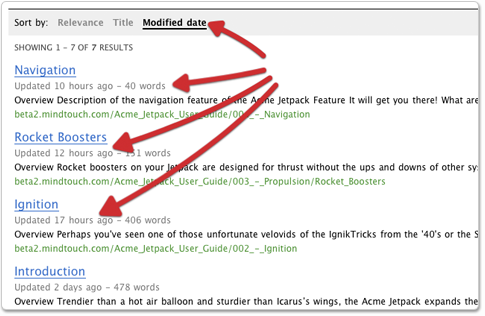 Sort by: Relevance Title Modified date
SHOWING 1 - 7 OF 7 RESULTS
Navigation
Updated 10 hours ago – 40 words
Overview Description of the navigation feature of the Acme Jetpack Feature It will get you there! What are
beta2.mindtouch.com/Acme_Jetpack_User_Guide/00 _-_Navigation
Rocket Boosters
Updated 12 hours ago – 151 words
Overview Rocket boosters on your Jetpack are designed for thrust without the ups and downs of other sy
beta2.mindtouch.com/Acme_Jetpack_User_Guide/003_-_Propulsion/Rocket_Boosters
Ignition
Updated 17 hours ago – 406 words
Overview Perhaps you've seen one of those unfortunate velovids of the IgnikTricks from the '40's or the S
beta2.mindtouch.com/Acme_Jetpack_User_Guide/002_-_Ignition
Introduction
Updated 2 days ago – 478 words
Overview Trendier than a hot air balloon and sturdier than Icarus's wings, the Acme Jetpack expands the